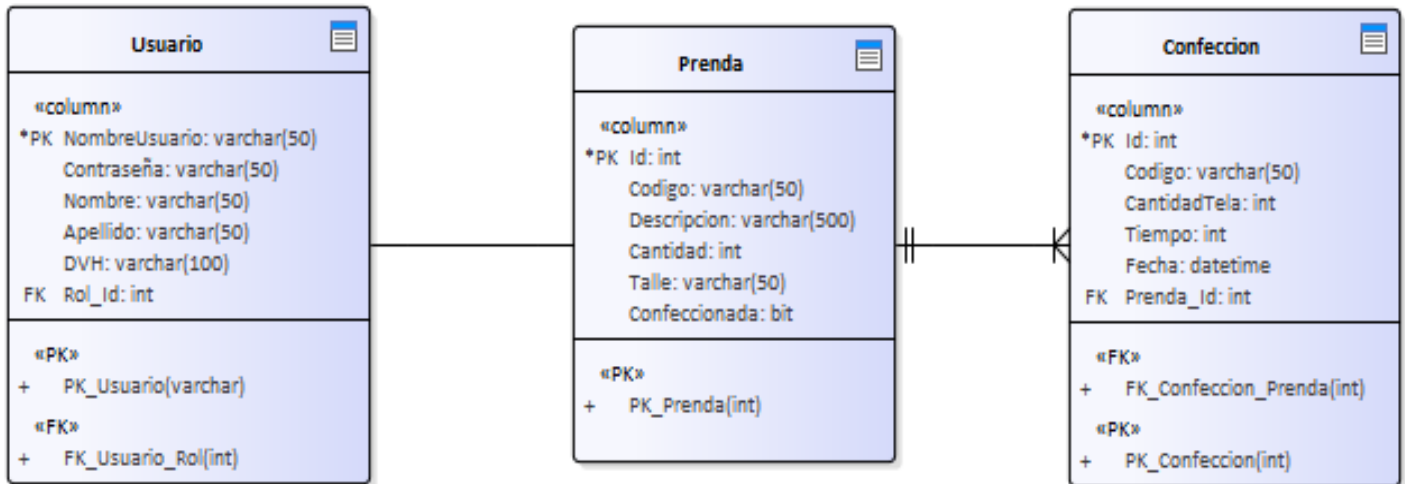 Usuario
«column»
*PK NombreUsuario: varchar(50)
Contraseña: varchar(50)
Nombre: varchar(50)
Apellido: varchar(50)
DVH: varchar(100)
FK Rol_Id: int
«PK»
+ PK_Usuario(varchar)
«FK»
+ FK_Usuario_Rol(int)
Prenda
«column»
*PK Id: int
Codigo: varchar(50)
Descripcion: varchar(500)
Cantidad: int
Talle: varchar(50)
Confeccionada: bit
«PK»
+ PK_Prenda(int)
Confeccion
«column»
*PK Id: int
Codigo: varchar(50)
CantidadTela: int
Tiempo: int
Fecha: datetime
FK Prenda_Id: int
«FK»
+ FK_Confeccion_Prenda(int)
«PK»
+ PK_Confeccion(int)